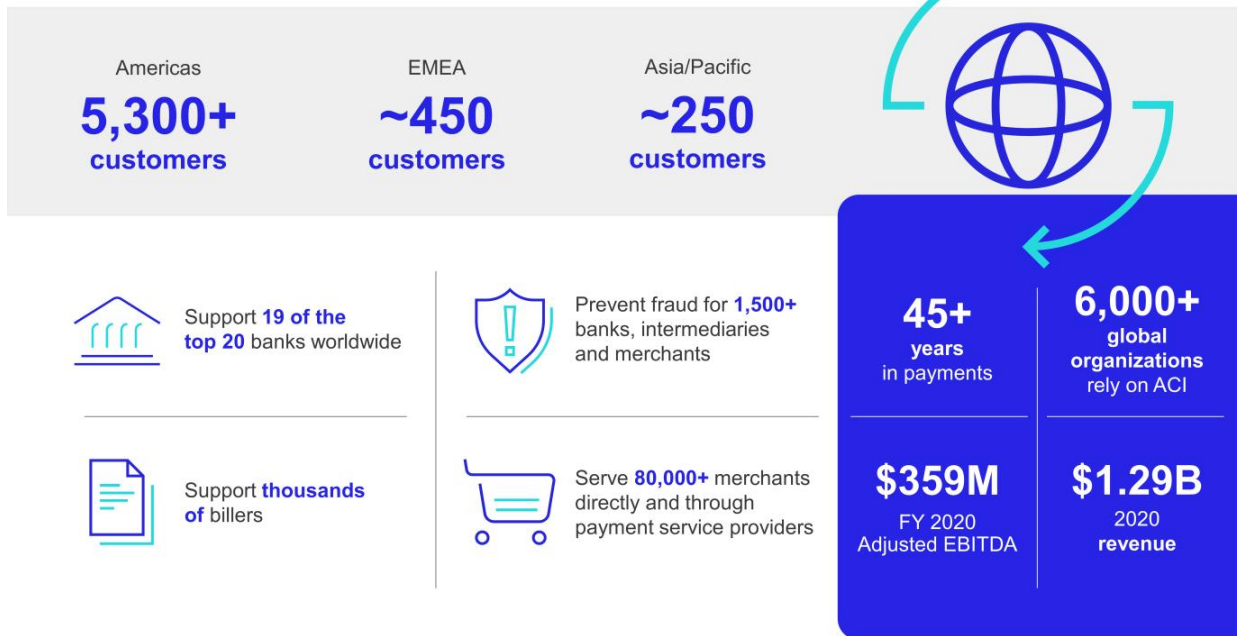 Americas
5,300+
customers
EMEA
~450
customers
Asia/Pacific
~250
customers
Support 19 of the
top 20 banks worldwide
Prevent fraud for 1,500+
banks, intermediaries
and merchants
Support thousands
of billers
Serve 80,000+ merchants
directly and through
payment service providers
45+
years
in payments
6,000+
global
organizations
rely on ACI
$359M
FY 2020
Adjusted EBITDA
$1.29B
2020
revenue